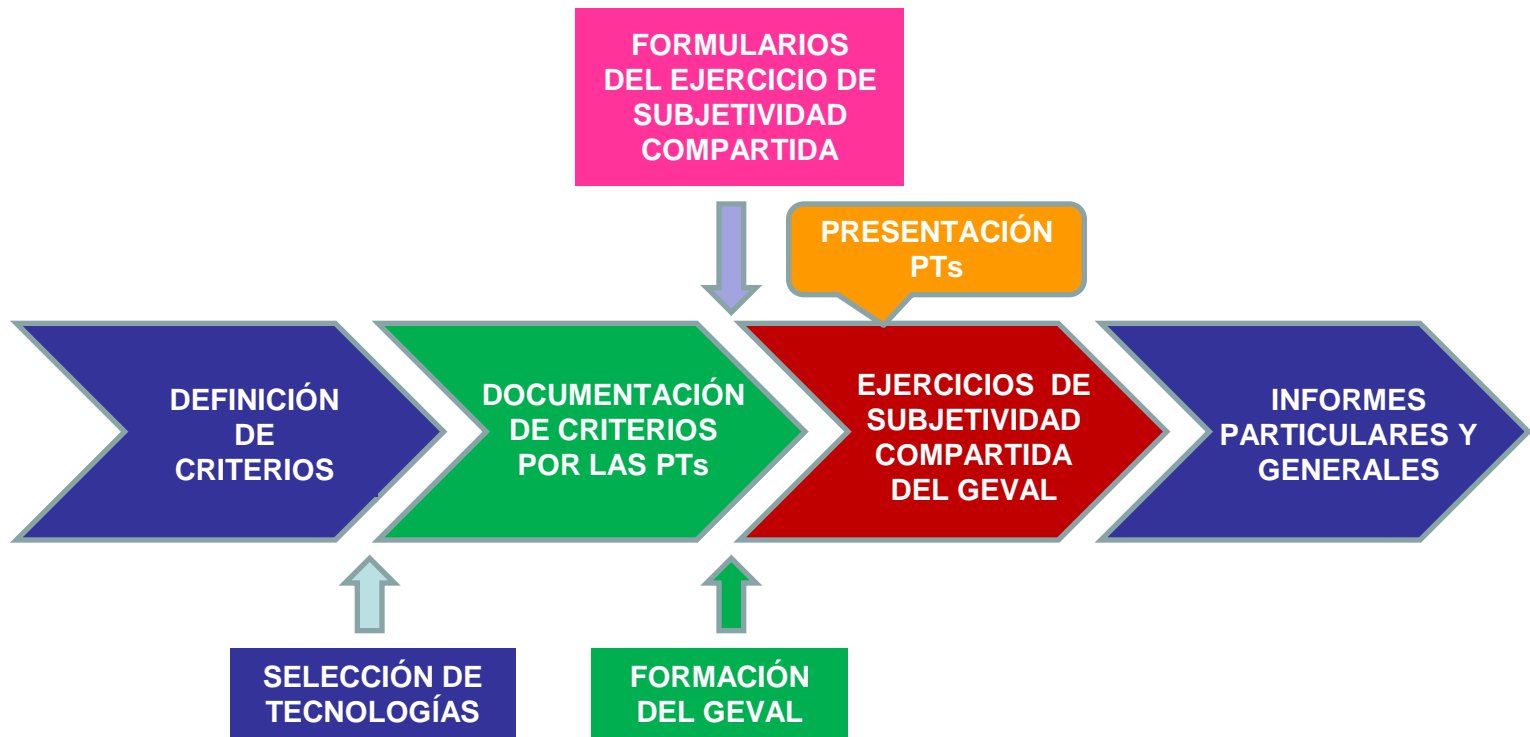 FORMULARIOS
DEL EJERCICIO DE
SUBJETIVIDAD
COMPARTIDA
PRESENTACIÓN
PTs
DEFINICIÓN
DE
CRITERIOS
DOCUMENTACIÓN
DE CRITERIOS
POR LAS PTs
EJERCICIOS DE
SUBJETIVIDAD
COMPARTIDA
DEL GEVAL
INFORMES
PARTICULARES Y
GENERALES
SELECCIÓN DE
TECNOLOGÍAS
FORMACIÓN
DEL GEVAL